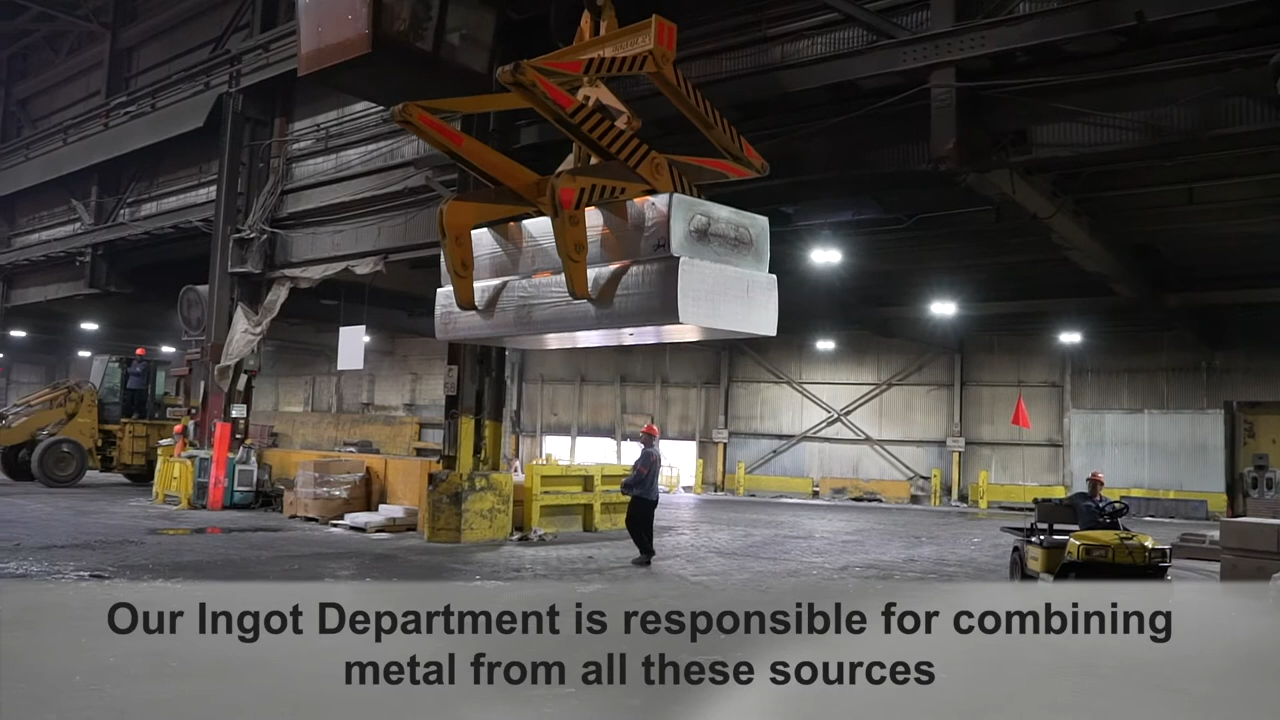 Our Ingot Department is responsible for combining
metal from all these sources